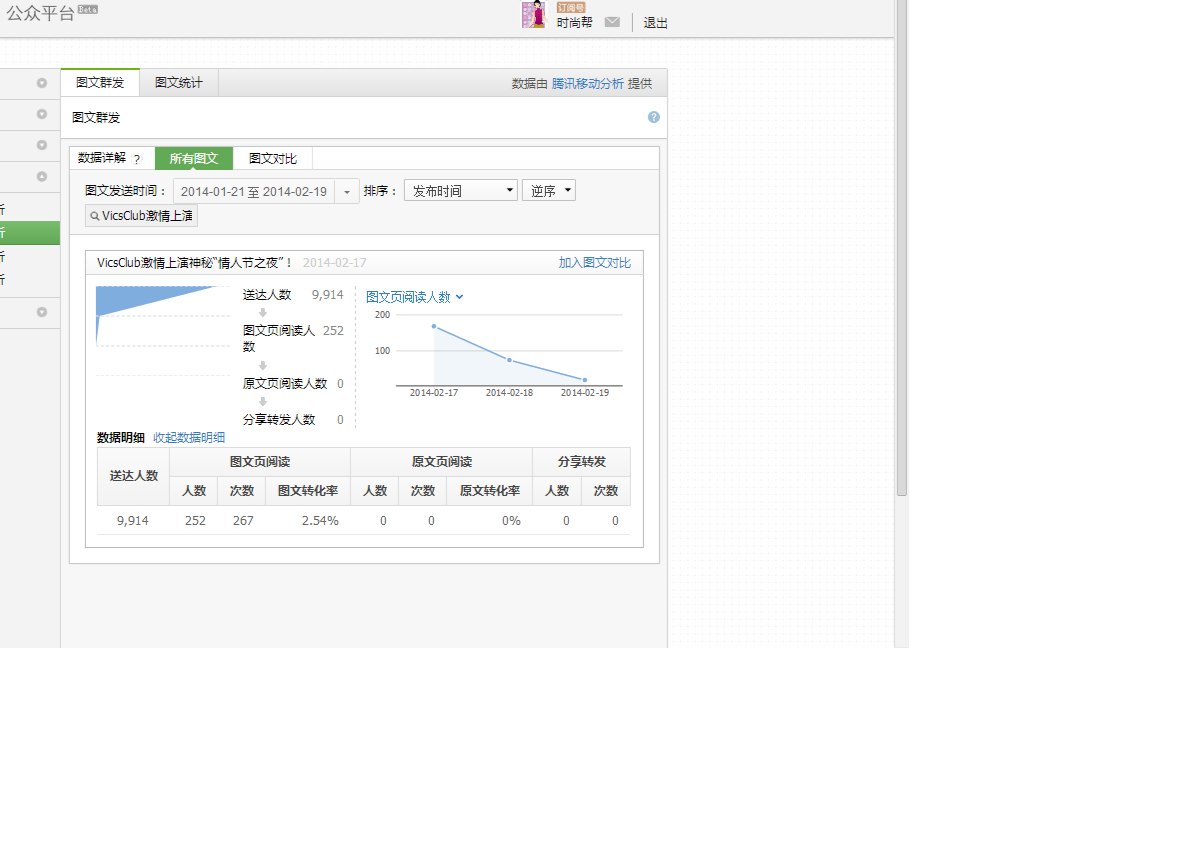 公众平台 Beta
订阅号
时尚帮 退出
图文群发 图文统计 数据由 腾讯移动分析 提供
图文群发 ?
数据详解 ? 所有图文 图文对比
图文发送时间： 2014-01-21 至 2014-02-19 排序： 发布时间 逆序
VicsClub激情上演
析
析
析
析
VicsClub激情上演神秘“情人节之夜”！ 2014-02-17 加入图文对比
送达人数 9,914
图文页阅读人数 252
原文页阅读人数 0
分享转发人数 0
图文页阅读人数
200
100
2014-02-17 2014-02-18 2014-02-19
数据明细 收起数据明细
送达人数 图文页阅读 原文页阅读 分享转发
人数 次数 图文转化率 人数 次数 原文转化率 人数 次数
9,914 252 267 2.54% 0 0 0% 0 0